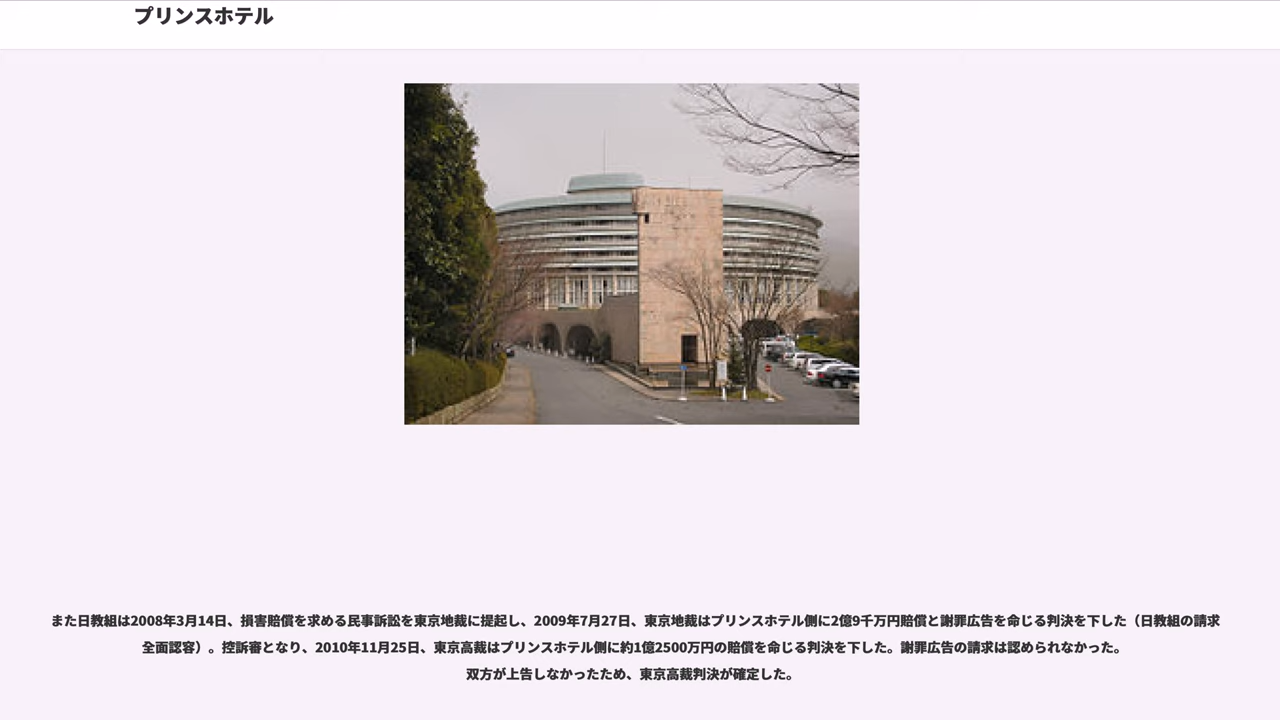 プリンスホテル
また日教組は2008年3月14日、損害賠償を求める民事訴訟を東京地裁に提起し、2009年7月27日、東京地裁はプリンスホテル側に2億9千万円賠償と謝罪広告を命じる判決を下した（日教組の請求
全面認容）。控訴審となり、2010年11月25日、東京高裁はプリンスホテル側に約1億2500万円の賠償を命じる判決を下した。謝罪広告の請求は認められなかった。
双方が上告しなかったため、東京高裁判決が確定した。